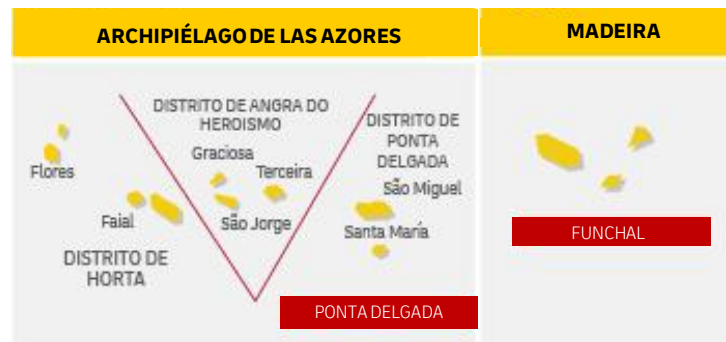 ARCHIPIÉLAGO DE LAS AZORES
MADEIRA
DISTRITO DE ANGRA DO
HEROISMO
DISTRITO DE
PONTA
DELGADA
Graciosa
Flores
Terceira
São Miguel
Faial
São Jorge
Santa María
DISTRITO DE
HORTA
PONTA DELGADA
FUNCHAL